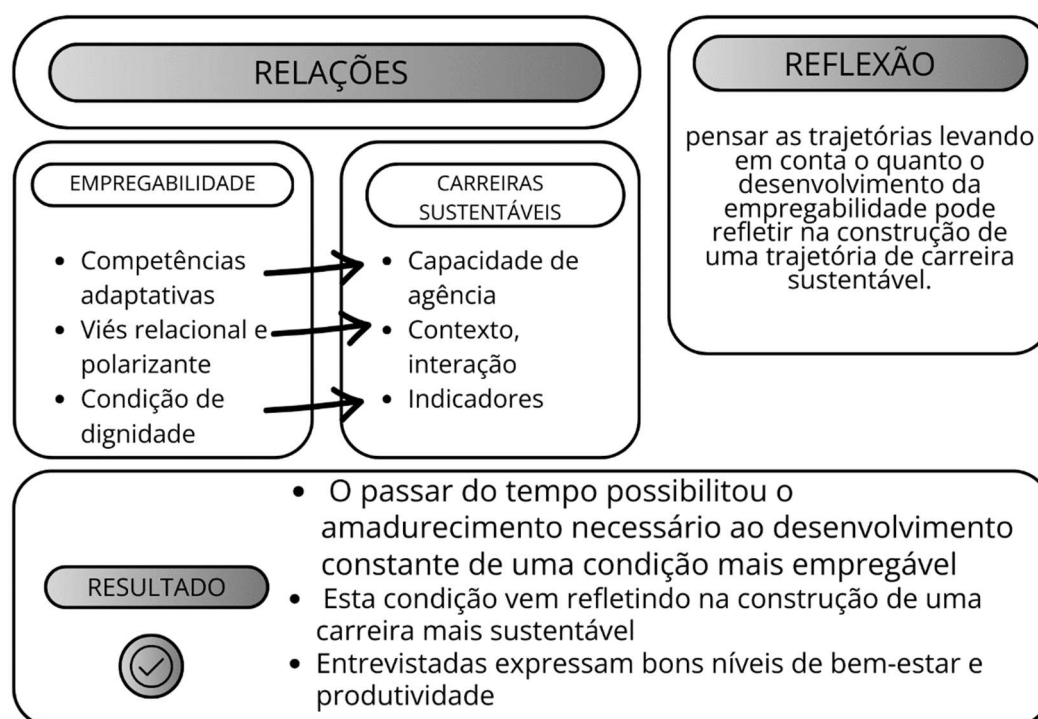 RELAÇÕES
EMPREGABILIDADE
• Competências
adaptativas
• Viés relacional e
polarizante
• Condição de
dignidade
CARREIRAS
SUSTENTÁVEIS
• Capacidade de
agência
• Contexto,
interação
• Indicadores
REFLEXÃO
pensar as trajetórias levando
em conta o quanto o
desenvolvimento da
empregabilidade pode
refletir na construção de
uma trajetória de carreira
sustentável.
RESULTADO
• O passar do tempo possibilitou o
amadurecimento necessário ao desenvolvimento
constante de uma condição mais empregável
• Esta condição vem refletindo na construção de uma
carreira mais sustentável
• Entrevistadas expressam bons níveis de bem-estar e
produtividade